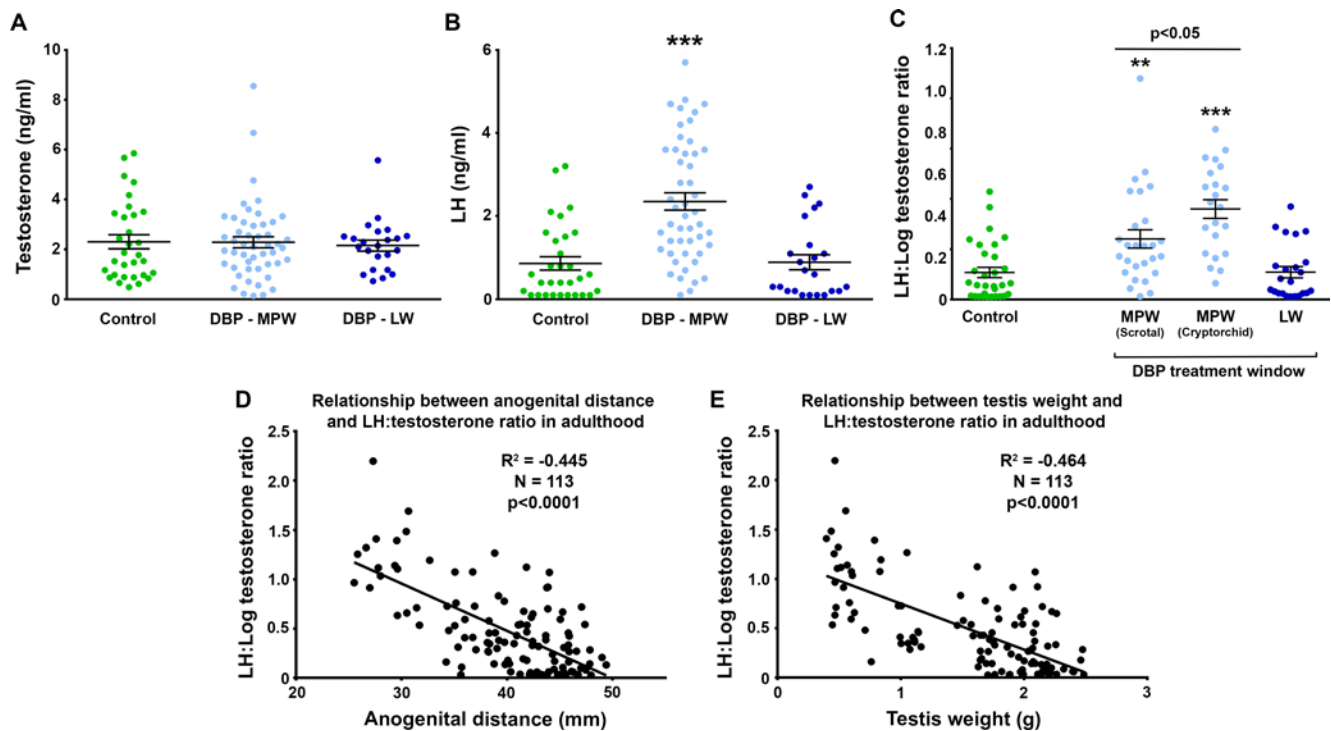 A
Testosterone (ng/ml)
10
8
6
4
2
0
Control
DBP - MPW
DBP - LW
B
LH (ng/ml)
6
4
2
0
***
Control
DBP - MPW
DBP - LW
C
LH:Log testosterone ratio
1.2
1.0
0.8
0.6
0.4
0.2
0
p<0.05
**
***
Control
MPW
(Scrotal)
MPW
(Cryptorchid)
LW
DBP treatment window
D
Relationship between anogenital distance
and LH:testosterone ratio in adulthood
R² = -0.445
N = 113
p<0.0001
LH:Log testosterone ratio
2.5
2.0
1.5
1.0
0.5
0
20
30
40
50
Anogenital distance (mm)
E
Relationship between testis weight and
LH:testosterone ratio in adulthood
R² = -0.464
N = 113
p<0.0001
LH:Log testosterone ratio
2.5
2.0
1.5
1.0
0.5
0
0
1
2
3
Testis weight (g)